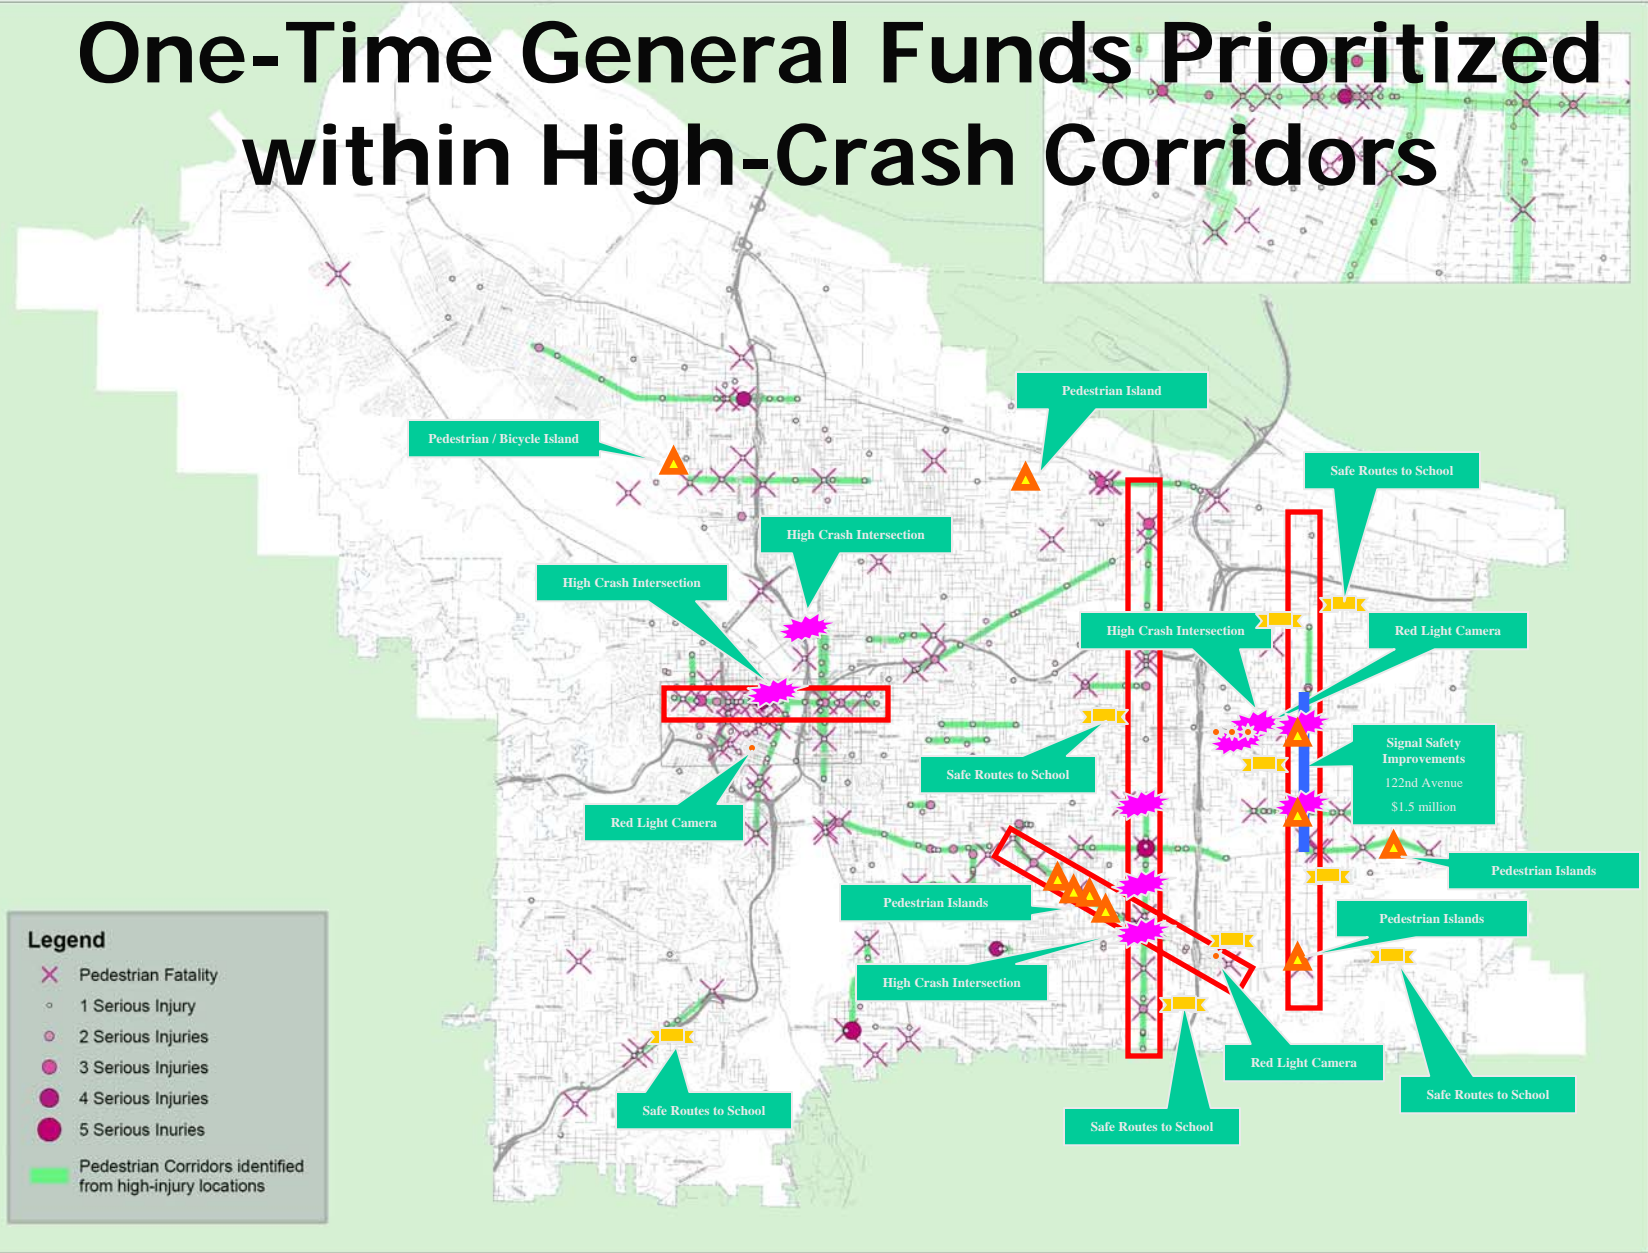 One-Time General Funds Prioritized
within High-Crash Corridors
Pedestrian Island
Pedestrian / Bicycle Island
Safe Routes to School
High Crash Intersection
High Crash Intersection
High Crash Intersection
Red Light Camera
Signal Safety
Improvements
122nd Avenue
$1.5 million
Safe Routes to School
Red Light Camera
Pedestrian Islands
Pedestrian Islands
Pedestrian Islands
High Crash Intersection
Red Light Camera
Safe Routes to School
Safe Routes to School
Safe Routes to School
Legend
Pedestrian Fatality
1 Serious Injury
2 Serious Injuries
3 Serious Injuries
4 Serious Injuries
5 Serious Inuries
Pedestrian Corridors identified
from high-injury locations